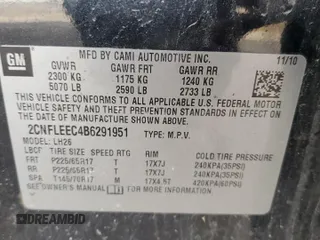 GM
MFD BY CAMI AUTOMOTIVE INC.
11/10
GVWR GAWR FRT GAWR RR
2300 KG 1175 KG 1240 KG
5070 LB 2590 LB 2733 LB
THIS VEHICLE CONFORMS TO ALL APPLICABLE U.S. FEDERAL MOTOR VEHICLE SAFETY AND THEFT PREVENTION STANDARDS IN EFFECT ON THE DATE OF MANUFACTURE SHOWN ABOVE.
2CNFLEEC4B6291951 TYPE: M.P.V.
MODEL: LH26
LBCF TIRE SIZE SPEED RTG RIM COLD TIRE PRESSURE
FRT P225/65R17 T 17X7J 240KPA(35PSI)
RR P225/65R17 T 17X7J 240KPA(35PSI)
SPA T145/70R17 M 17X4.5T 420KPA(60PSI)
DREAMBID